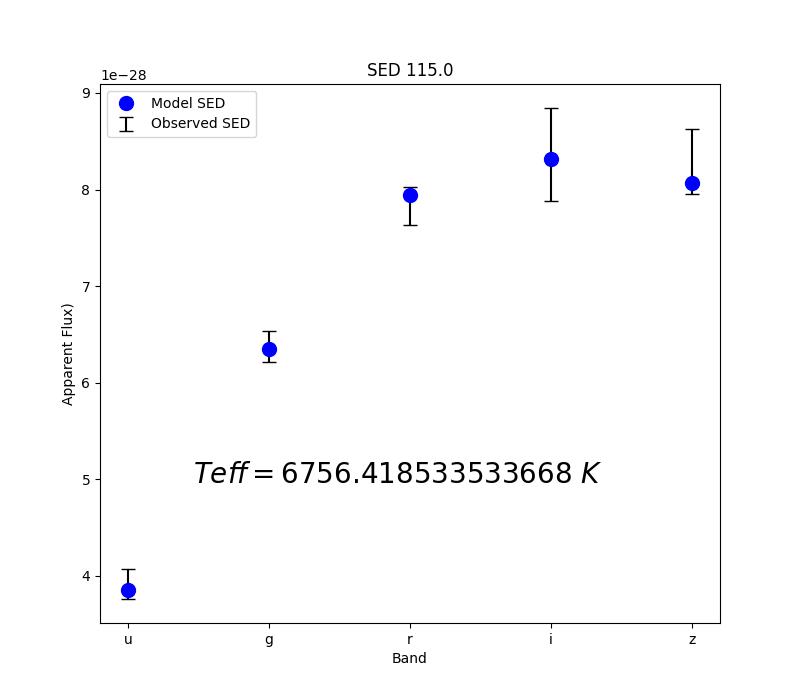 SED 115.0
1e−28
Model SED
Observed SED
9
8
7
6
5
4
Apparent Flux)
Teff = 6756.418533533668 K
u g r i z
Band